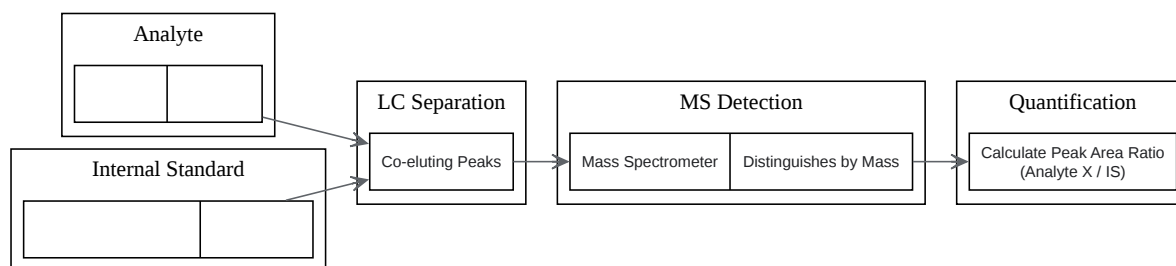 Analyte
Internal Standard
LC Separation
Co-eluting Peaks
MS Detection
Mass Spectrometer
Distinguishes by Mass
Quantification
Calculate Peak Area Ratio
(Analyte X / IS)